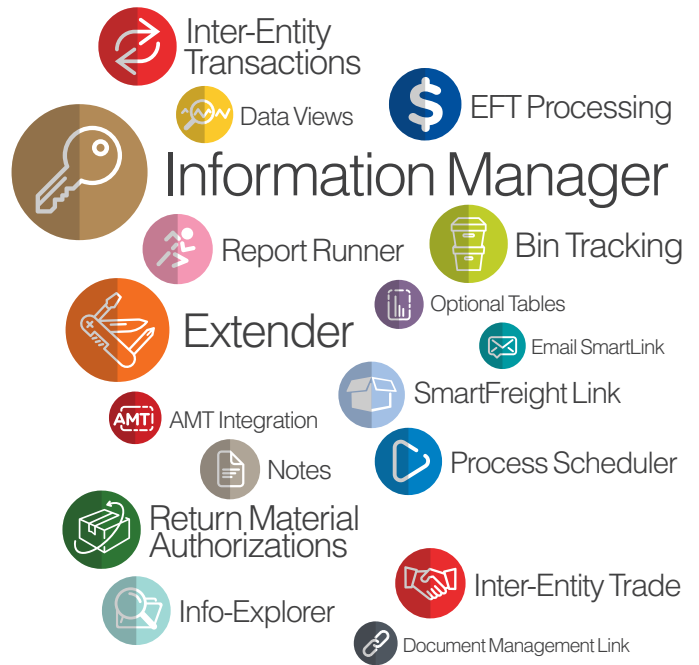 Inter-Entity
Transactions
Data Views
EFT Processing
Information Manager
Report Runner
Bin Tracking
Optional Tables
Extender
Email SmartLink
SmartFreight Link
AMT
AMT Integration
Notes
Process Scheduler
Return Material
Authorizations
Inter-Entity Trade
Info-Explorer
Document Management Link